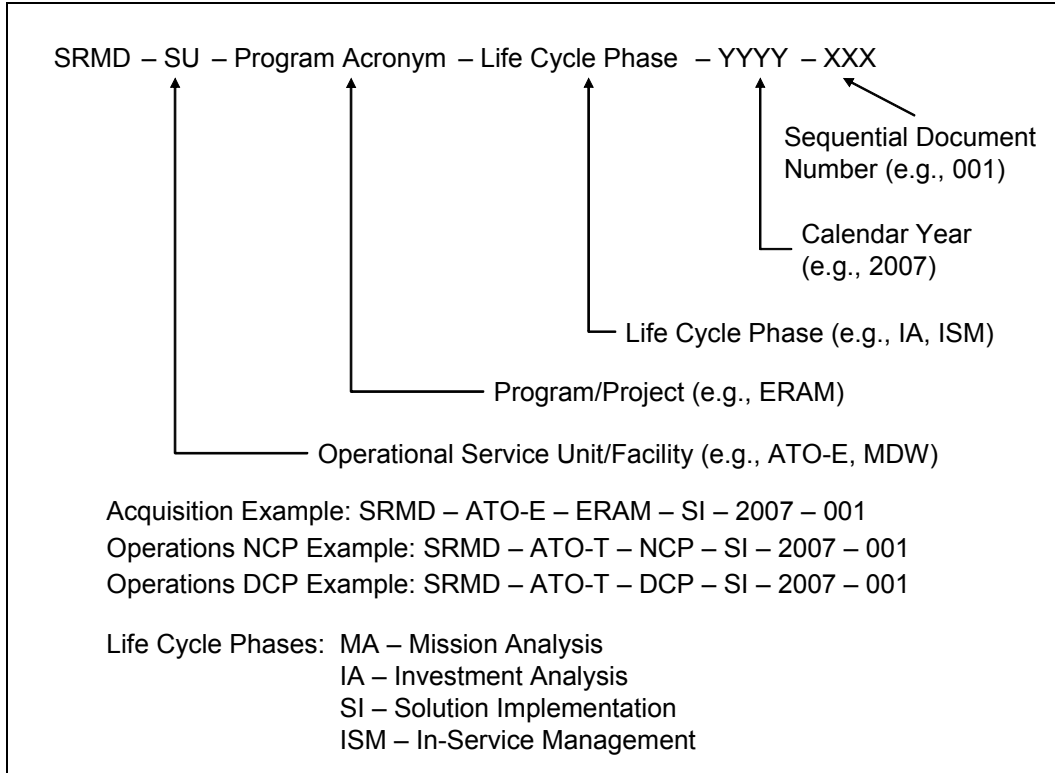 SRMD – SU – Program Acronym – Life Cycle Phase – YYYY – XXX
Sequential Document
Number (e.g., 001)
Calendar Year
(e.g., 2007)
Life Cycle Phase (e.g., IA, ISM)
Program/Project (e.g., ERAM)
Operational Service Unit/Facility (e.g., ATO-E, MDW)
Acquisition Example: SRMD – ATO-E – ERAM – SI – 2007 – 001
Operations NCP Example: SRMD – ATO-T – NCP – SI – 2007 – 001
Operations DCP Example: SRMD – ATO-T – DCP – SI – 2007 – 001
Life Cycle Phases: MA – Mission Analysis
IA – Investment Analysis
SI – Solution Implementation
ISM – In-Service Management